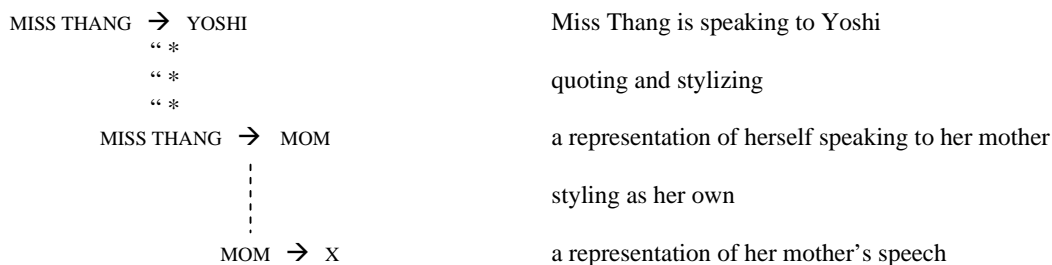 MISS THANG → YOSHI Miss Thang is speaking to Yoshi
“ *
“ * quoting and stylizing
“ *
MISS THANG → MOM a representation of herself speaking to her mother
styling as her own
MOM → X a representation of her mother’s speech